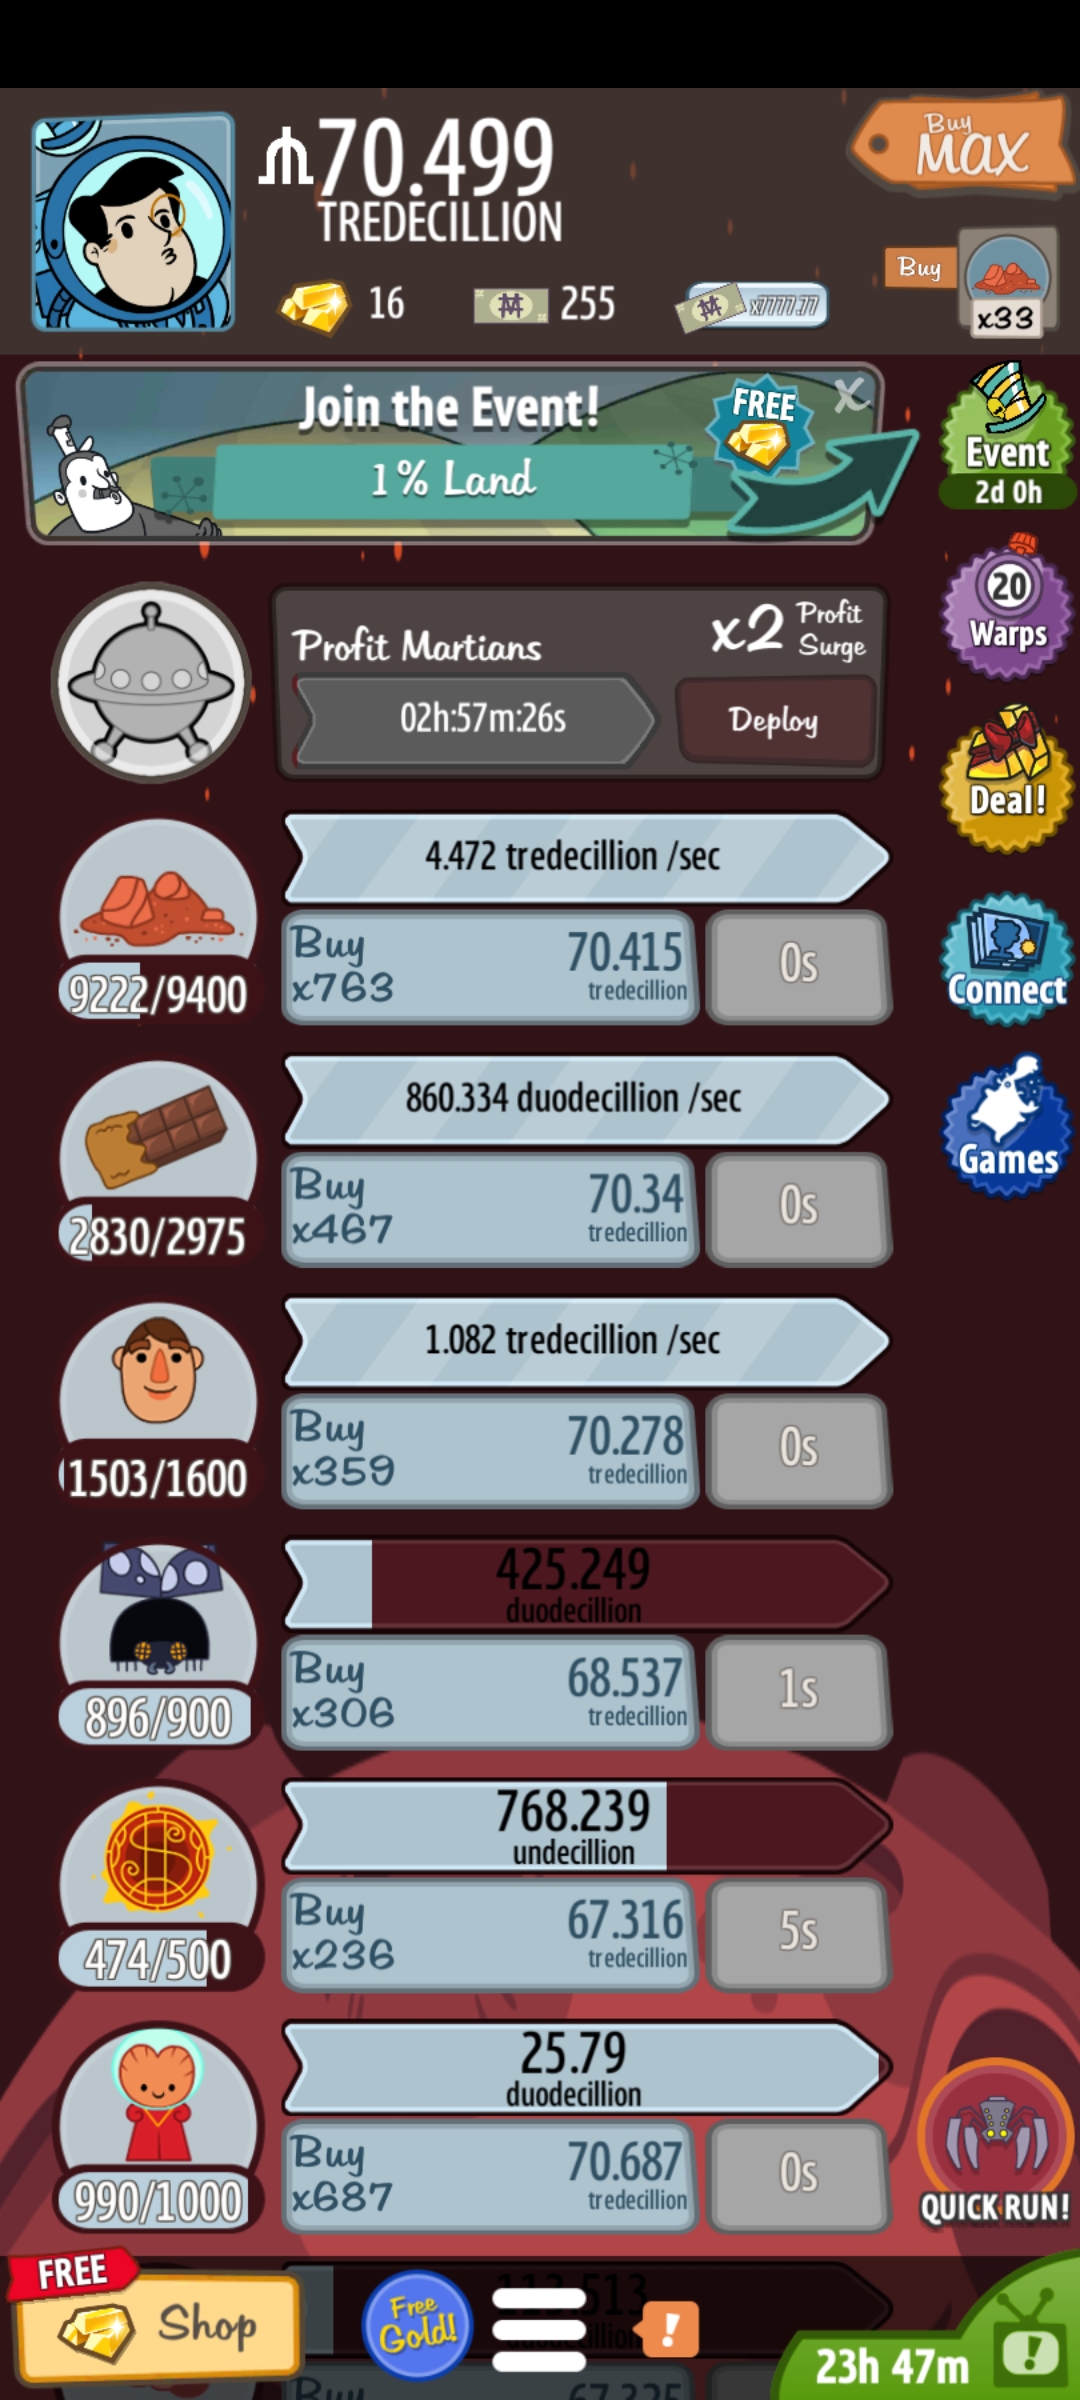 70.499
TREDECILLION
Buy
MAX
16
255
x7777.77
Buy
x33
Join the Event!
1% Land
FREE
X
Event
2d 0h
20
Warps
Profit Martians
x2 Profit Surge
02h:57m:26s
Deploy
Deal!
4.472 tredecillion /sec
Buy
x763
70.415
tredecillion
0s
9222/9400
Connect
860.334 duodecillion /sec
Buy
x467
70.34
tredecillion
0s
2830/2975
Games
1.082 tredecillion /sec
Buy
x359
70.278
tredecillion
0s
1503/1600
425.249
duodecillion
Buy
x306
68.537
tredecillion
1s
896/900
768.239
undecillion
Buy
x236
67.316
tredecillion
5s
474/500
25.79
duodecillion
Buy
x687
70.687
tredecillion
0s
990/1000
QUICK RUN!
FREE
Shop
Free
Gold!
!
113.513
Buy
67.325
23h 47m
!